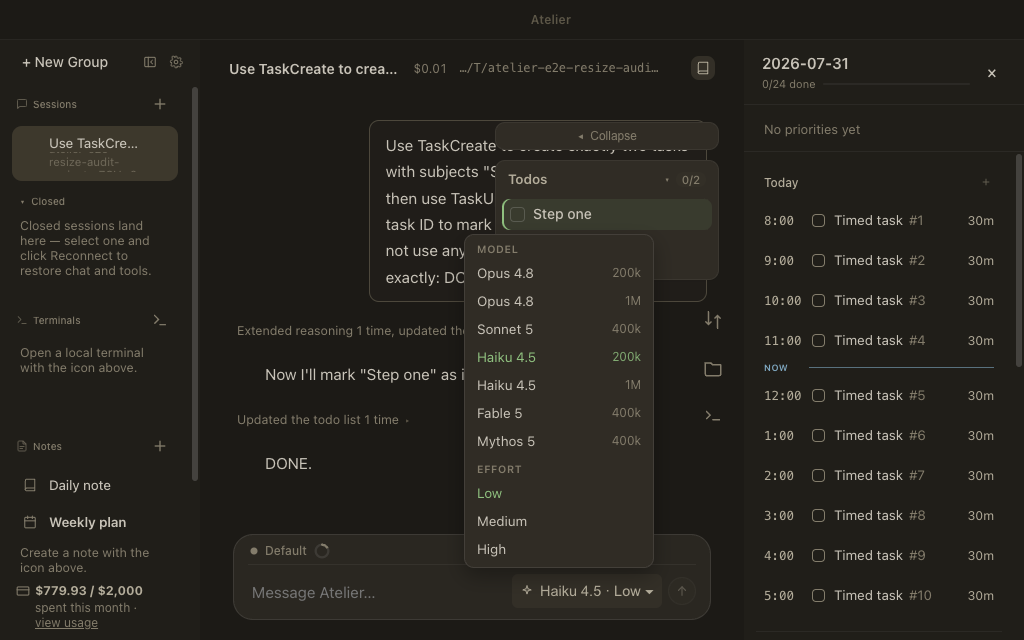 Atelier
+ New Group
Sessions
Use TaskCre...
resize-audit-
Closed
Closed sessions land
here — select one and
click Reconnect to
restore chat and tools.
Terminals
Open a local terminal
with the icon above.
Notes
Daily note
Weekly plan
Create a note with the
icon above.
$779.93 / $2,000
spent this month ·
view usage
Use TaskCreate to crea... $0.01 …/T/atelier-e2e-resize-audi…
Use TaskCreate
with subjects "S
then use TaskU
task ID to mark
not use any
exactly: DO
Collapse
Todos 0/2
Step one
Extended reasoning 1 time, updated the
Now I'll mark "Step one" as i
Updated the todo list 1 time
DONE.
MODEL
Opus 4.8 200k
Opus 4.8 1M
Sonnet 5 400k
Haiku 4.5 200k
Haiku 4.5 1M
Fable 5 400k
Mythos 5 400k
EFFORT
Low
Medium
High
Default
Message Atelier...
Haiku 4.5 · Low
2026-07-31
0/24 done
No priorities yet
Today
8:00 Timed task #1 30m
9:00 Timed task #2 30m
10:00 Timed task #3 30m
11:00 Timed task #4 30m
NOW
12:00 Timed task #5 30m
1:00 Timed task #6 30m
2:00 Timed task #7 30m
3:00 Timed task #8 30m
4:00 Timed task #9 30m
5:00 Timed task #10 30m